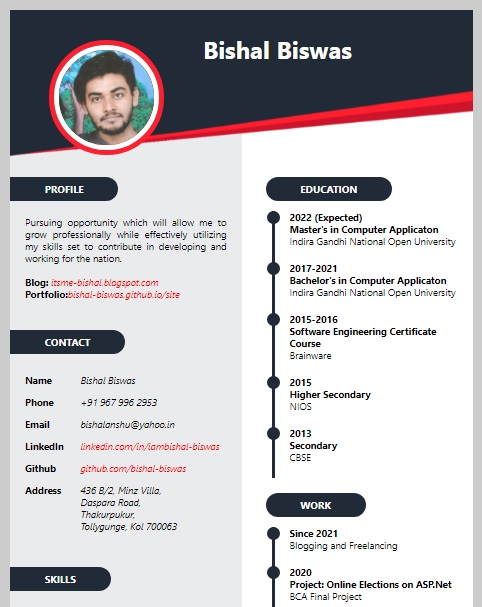 Bishal Biswas
PROFILE
Pursuing opportunity which will allow me to
grow professionally while effectively utilizing
my skills set to contribute in developing and
working for the nation.
Blog: itsme-bishal.blogspot.com
Portfolio:bishal-biswas.github.io/site
CONTACT
Name Bishal Biswas
Phone +91 967 996 2953
Email bishalanshu@yahoo.in
LinkedIn linkedin.com/in/iambishal-biswas
Github github.com/bishal-biswas
Address 436 B/2, Minz Villa,
Daspara Road,
Thakurpukur,
Tollygunge, Kol 700063
SKILLS
EDUCATION
2022 (Expected)
Master's in Computer Applicaton
Indira Gandhi National Open University
2017-2021
Bachelor's in Computer Applicaton
Indira Gandhi National Open University
2015-2016
Software Engineering Certificate
Course
Brainware
2015
Higher Secondary
NIOS
2013
Secondary
CBSE
WORK
Since 2021
Blogging and Freelancing
2020
Project: Online Elections on ASP.Net
BCA Final Project